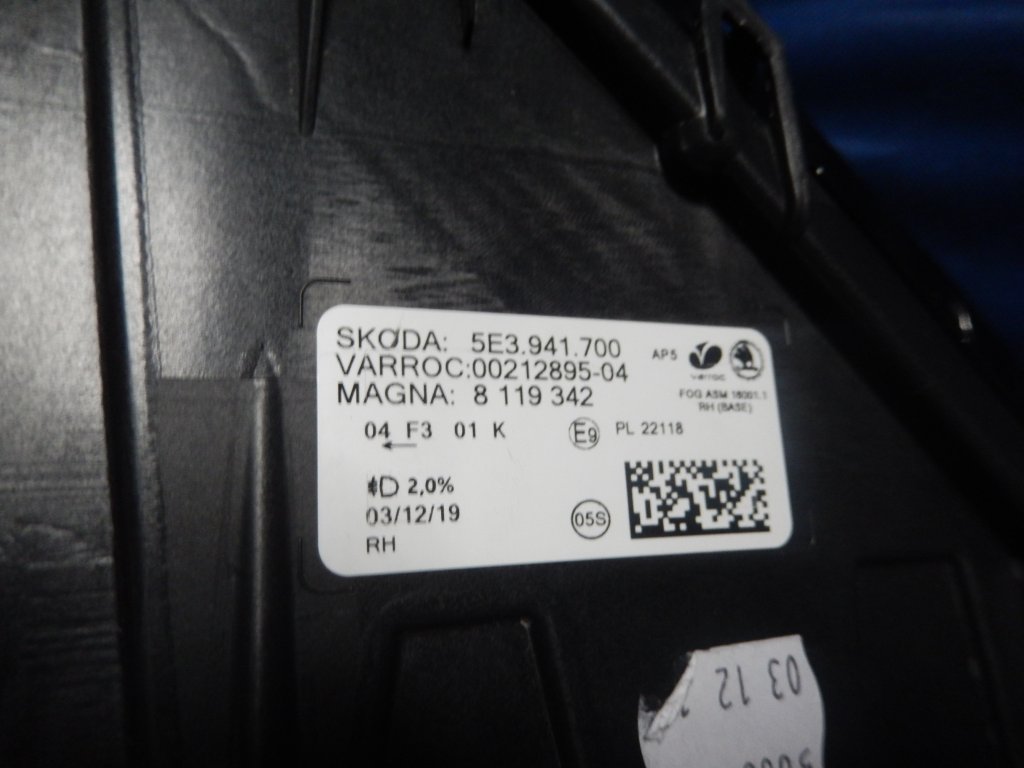 SKODA: 5E3.941.700
VARROC:00212895-04
MAGNA: 8 119 342
AP5
varroc
FOG ASM 18001.1
RH (BASE)
04 F3 01 K
E9
PL 22118
2,0%
03/12/19
RH
05S
03 12